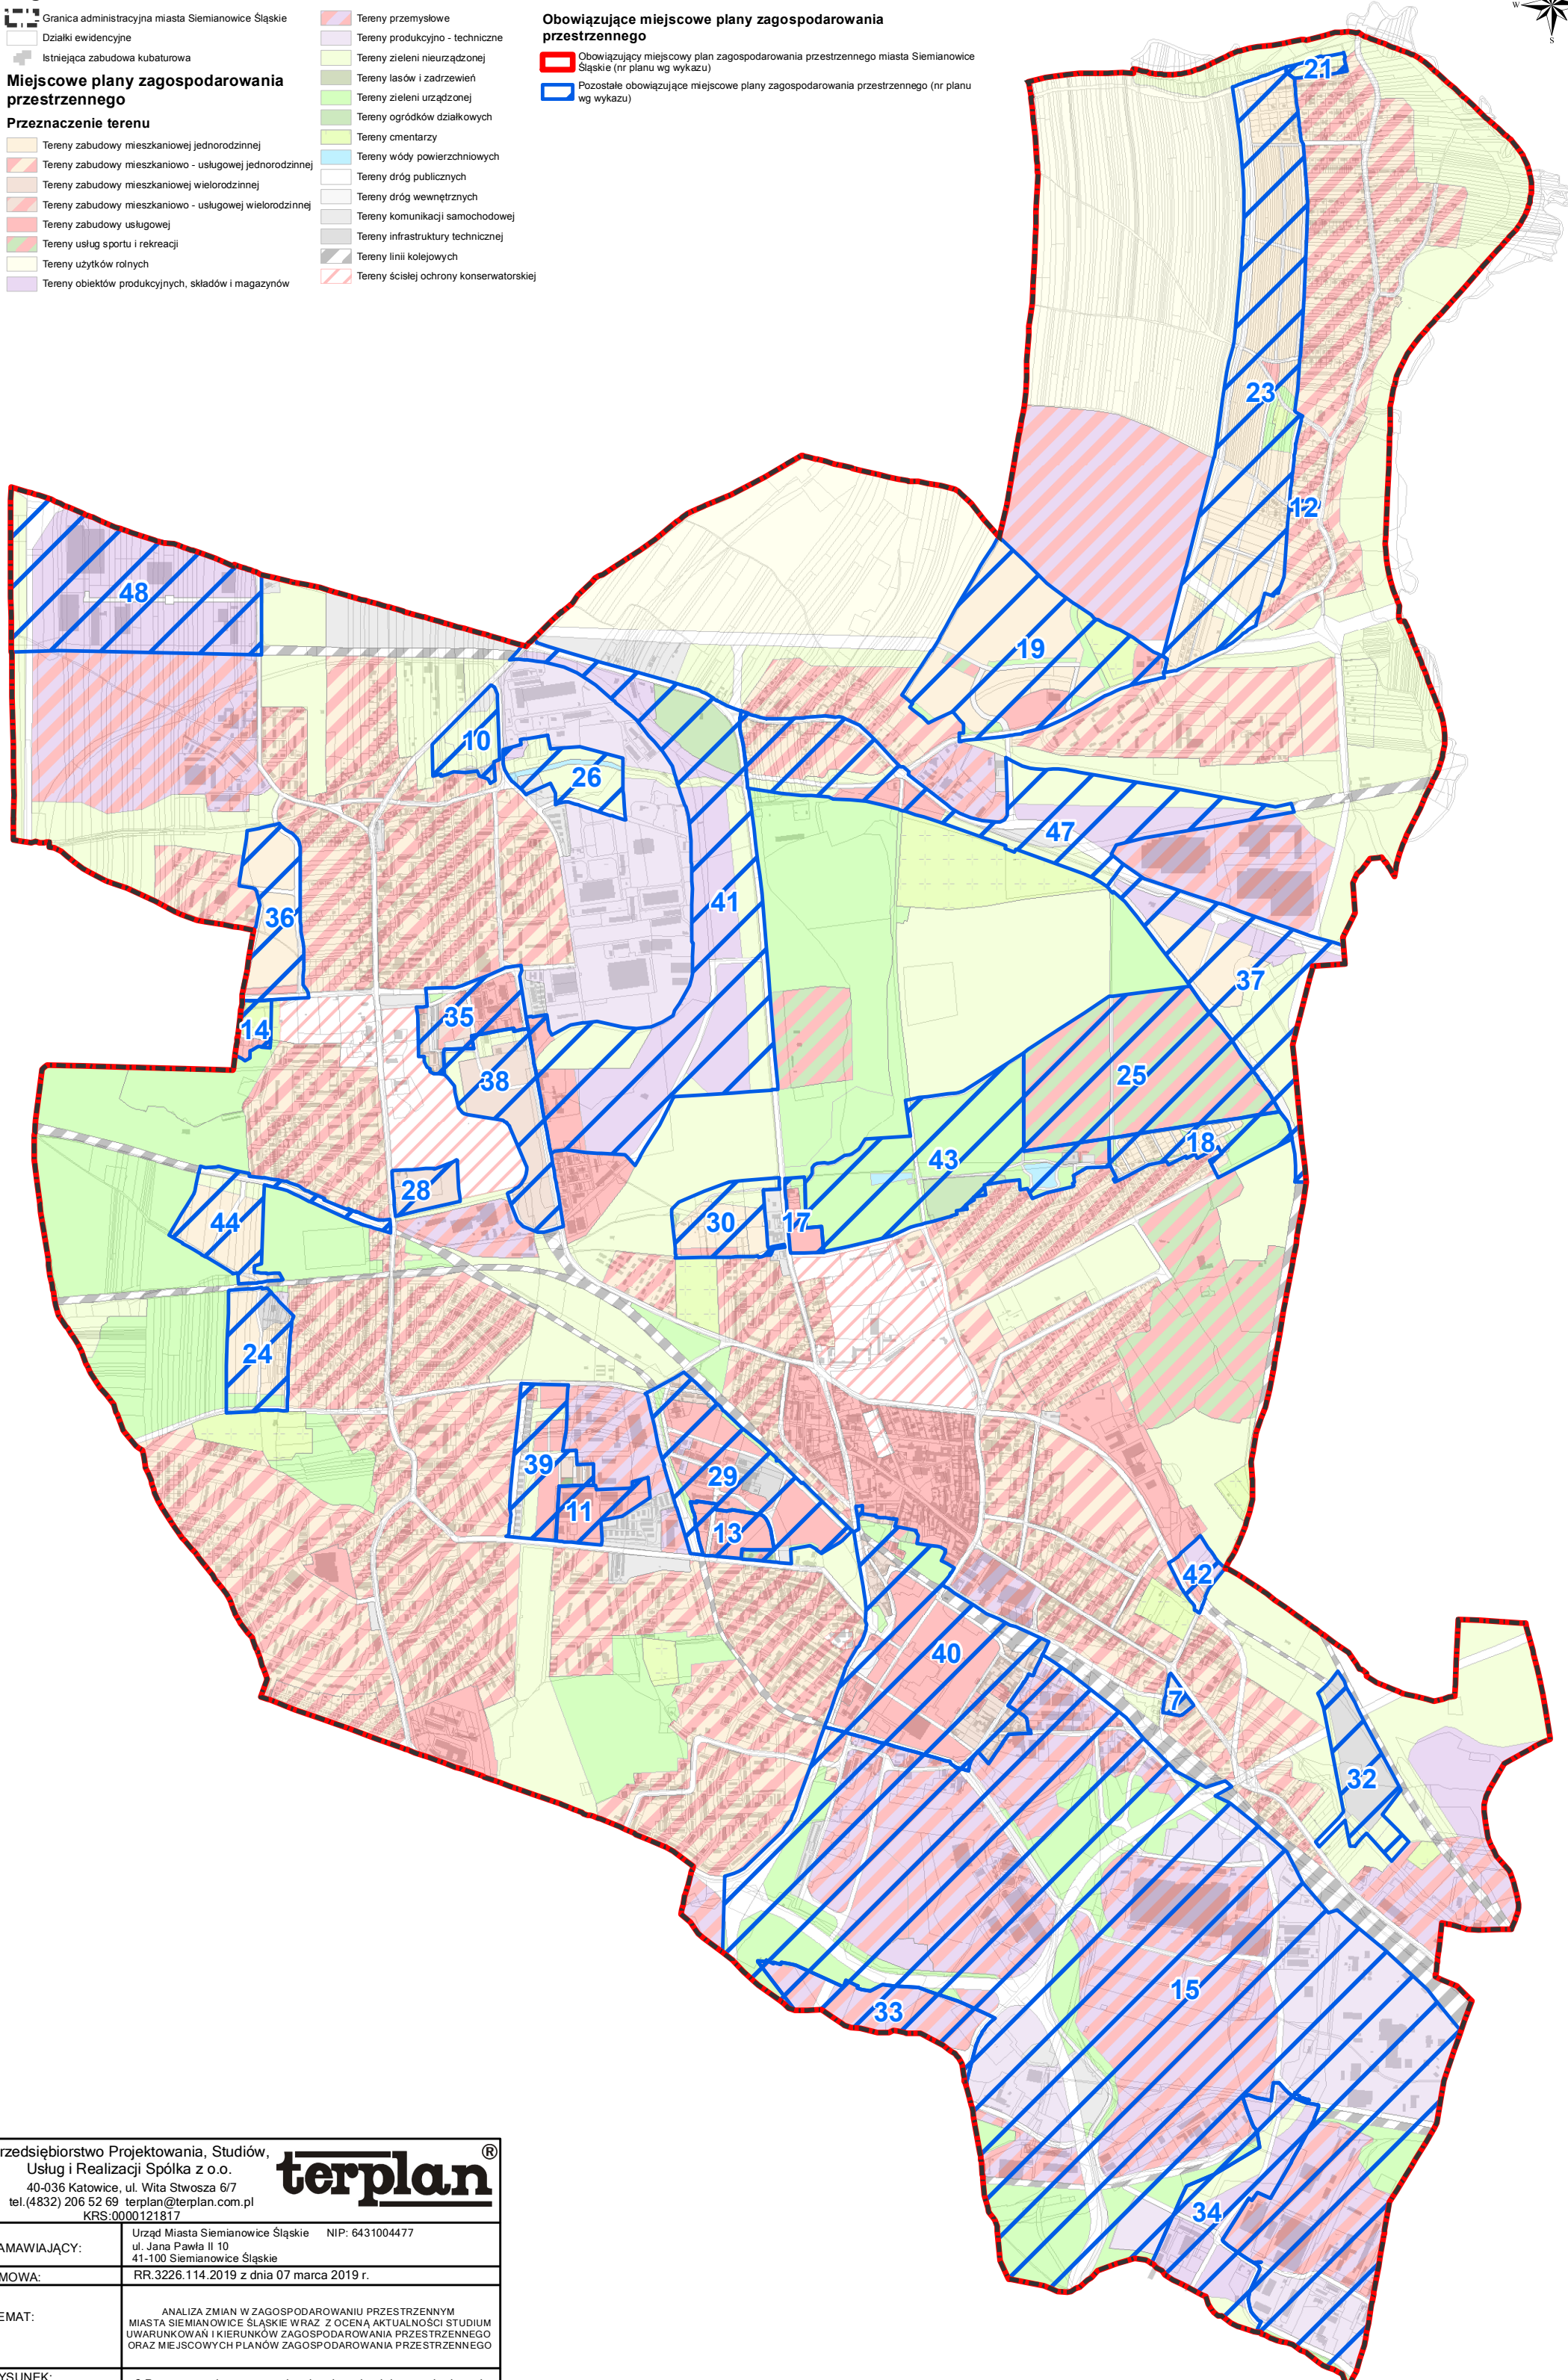 Granica administracyjna miasta Siemianowice Śląskie
Działki ewidencyjne
Istniejąca zabudowa kubaturowa
Miejscowe plany zagospodarowania
przestrzennego
Przeznaczenie terenu
Tereny zabudowy mieszkaniowej jednorodzinnej
Tereny zabudowy mieszkaniowo - usługowej jednorodzinnej
Tereny zabudowy mieszkaniowej wielorodzinnej
Tereny zabudowy mieszkaniowo - usługowej wielorodzinnej
Tereny zabudowy usługowej
Tereny usług sportu i rekreacji
Tereny użytków rolnych
Tereny obiektów produkcyjnych, składów i magazynów
Tereny przemysłowe
Tereny produkcyjno - techniczne
Tereny zieleni nieurządzonej
Tereny lasów i zadrzewień
Tereny zieleni urządzonej
Tereny ogródków działkowych
Tereny cmentarzy
Tereny wódy powierzchniowych
Tereny dróg publicznych
Tereny dróg wewnętrznych
Tereny komunikacji samochodowej
Tereny infrastruktury technicznej
Tereny linii kolejowych
Tereny ścisłej ochrony konserwatorskiej
Obowiązujące miejscowe plany zagospodarowania
przestrzennego
Obowiązujący miejscowy plan zagospodarowania przestrzennego miasta Siemianowice
Śląskie (nr planu wg wykazu)
Pozostałe obowiązujące miejscowe plany zagospodarowania przestrzennego (nr planu
wg wykazu)
W
S
21
23
12
48
19
10
26
47
41
36
37
35
14
38
25
18
43
28
30
17
44
24
39
29
11
13
42
40
7
32
15
33
34
rzedsiębiorstwo Projektowania, Studiów,
Usług i Realizacji Spólka z o.o.
40-036 Katowice, ul. Wita Stwosza 6/7
tel.(4832) 206 52 69 terplan@terplan.com.pl
KRS:0000121817
terplan®
AMAWIAJĄCY:
Urząd Miasta Siemianowice Śląskie NIP: 6431004477
ul. Jana Pawła II 10
41-100 Siemianowice Śląskie
MOWA:
RR.3226.114.2019 z dnia 07 marca 2019 r.
EMAT:
ANALIZA ZMIAN W ZAGOSPODAROWANIU PRZESTRZENNYM
MIASTA SIEMIANOWICE ŚLĄSKIE WRAZ Z OCENĄ AKTUALNOŚCI STUDIUM
UWARUNKOWAŃ I KIERUNKÓW ZAGOSPODAROWANIA PRZESTRZENNEGO
ORAZ MIEJSCOWYCH PLANÓW ZAGOSPODAROWANIA PRZESTRZENNEGO
YSUNEK: